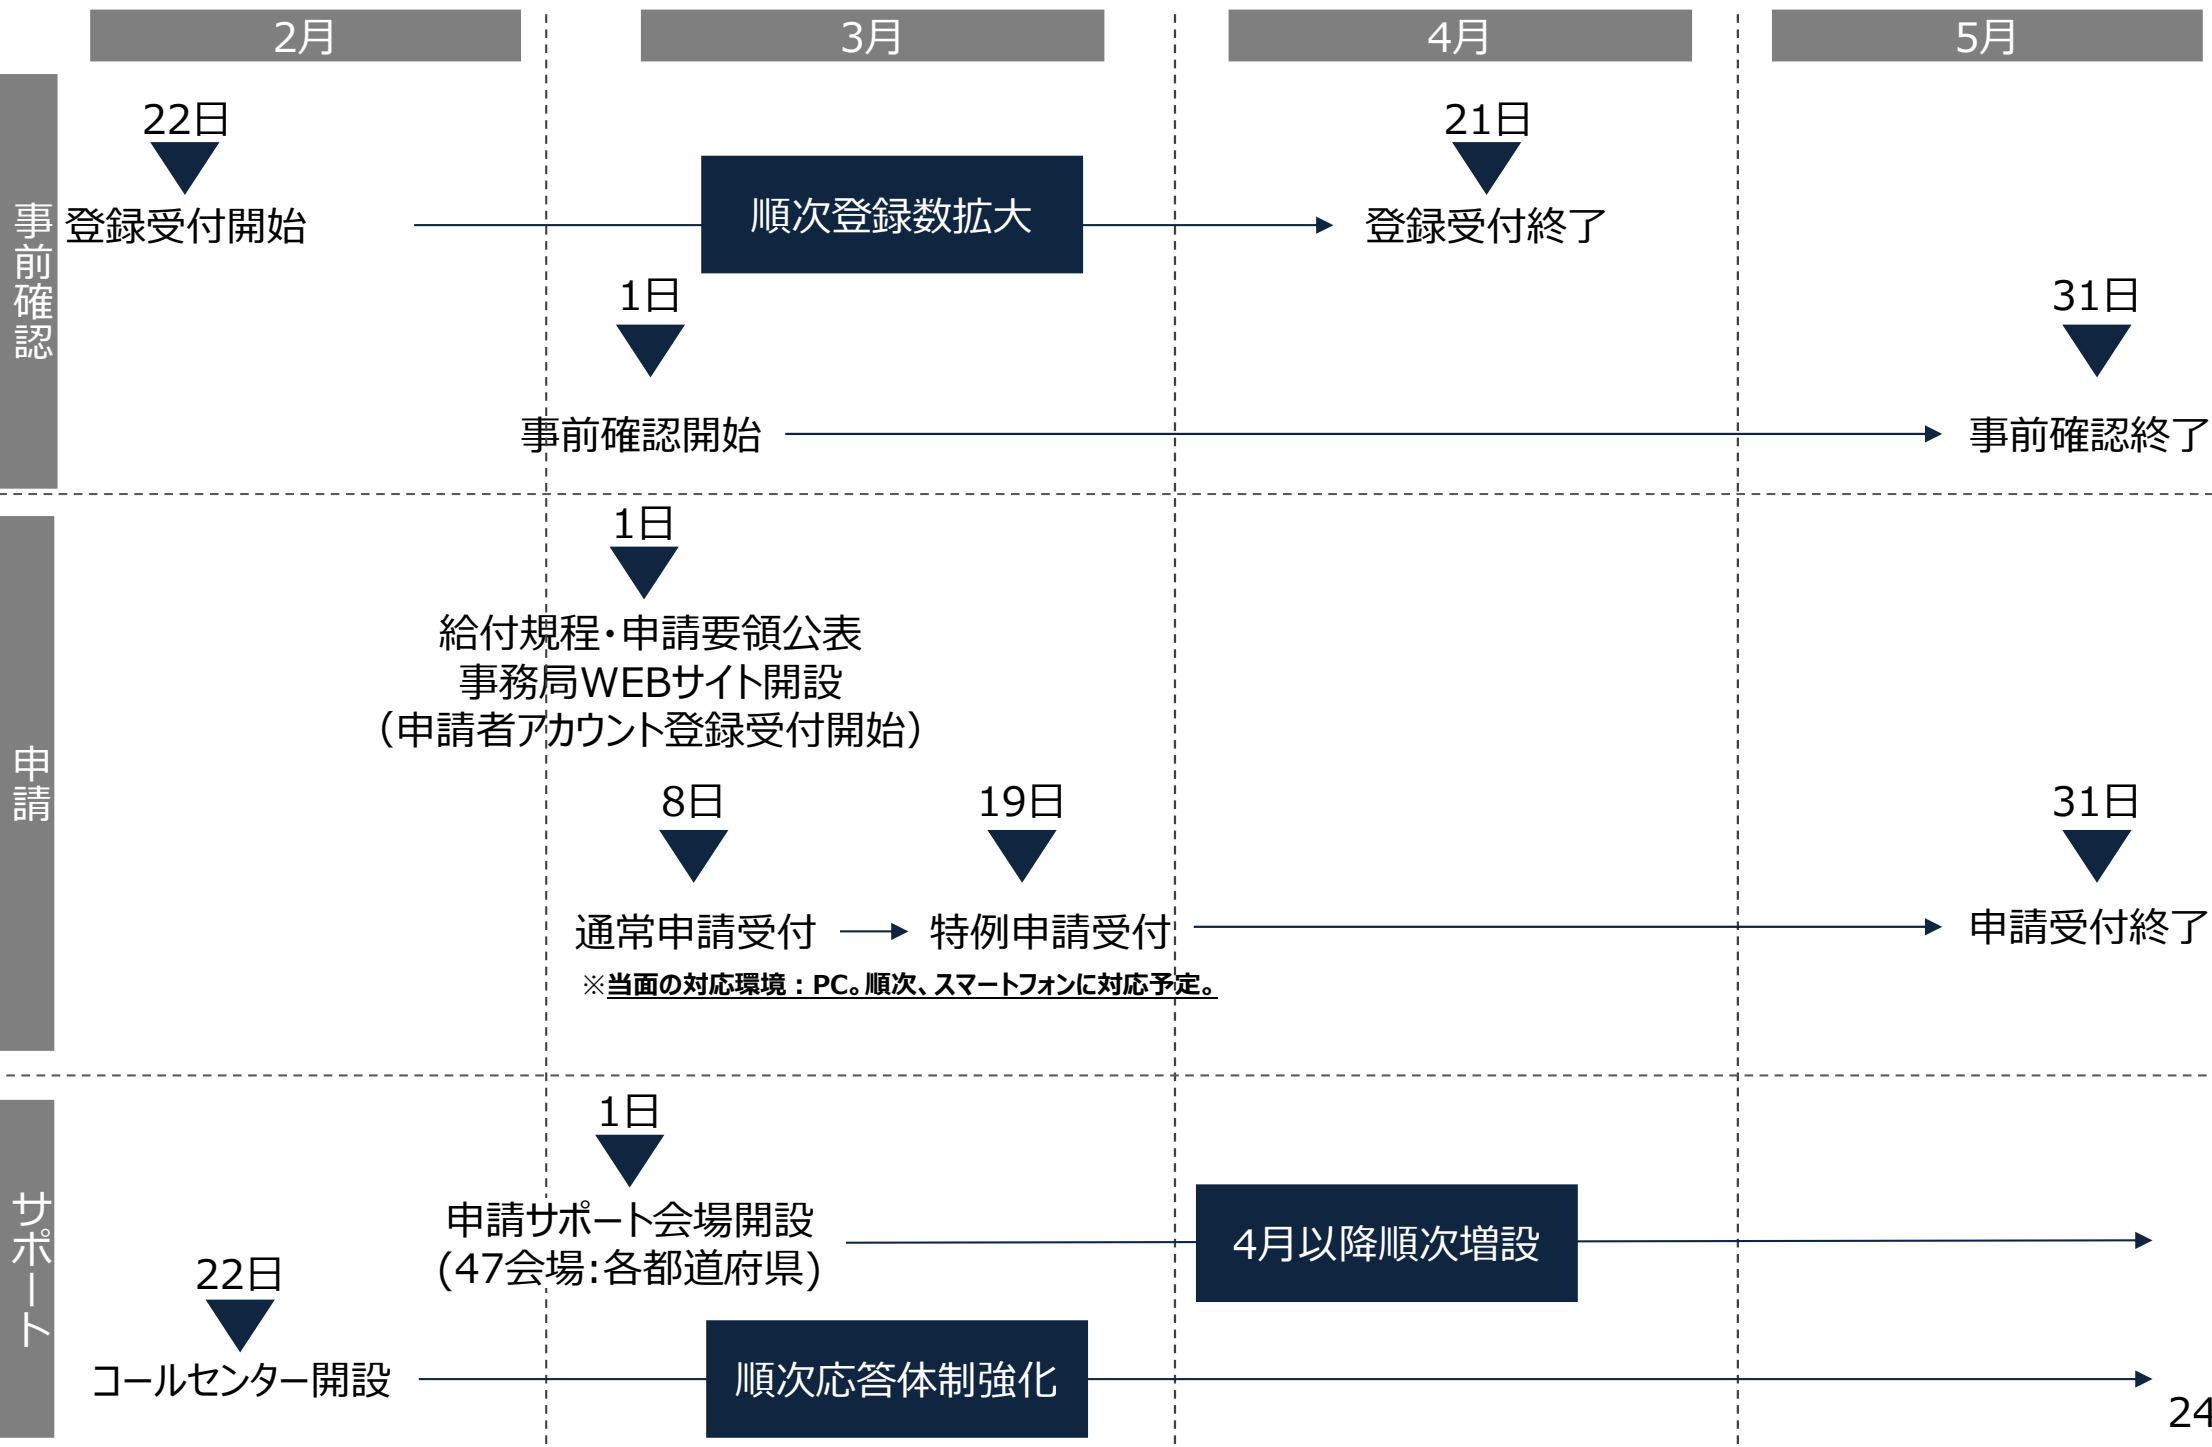 2月
3月
4月
5月
事前確認
22日
登録受付開始
順次登録数拡大
21日
登録受付終了
1日
事前確認開始
31日
事前確認終了
申請
1日
給付規程・申請要領公表
事務局WEBサイト開設
（申請者アカウント登録受付開始）
8日
通常申請受付
19日
特例申請受付
31日
申請受付終了
※当面の対応環境：PC。順次、スマートフォンに対応予定。
サポート
1日
申請サポート会場開設
(47会場:各都道府県)
4月以降順次増設
22日
コールセンター開設
順次応答体制強化
24